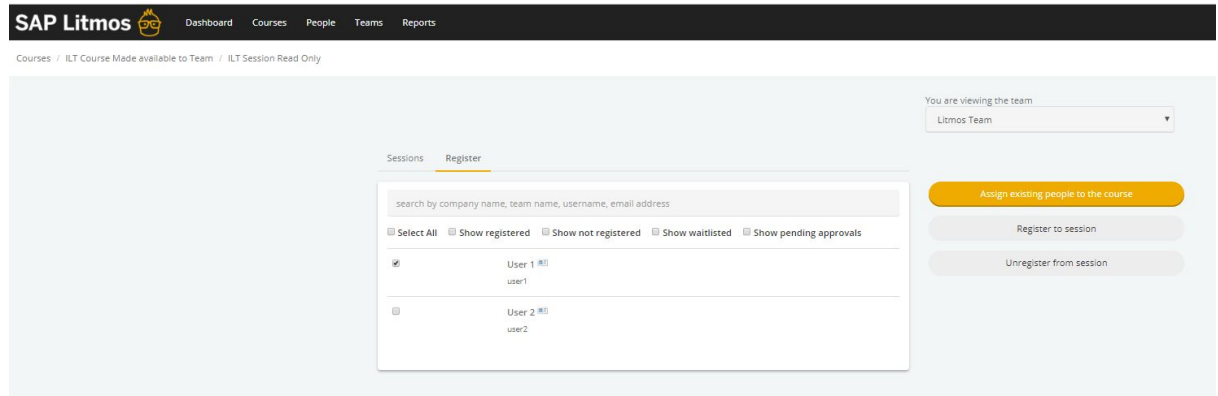 SAP Litmos Dashboard Courses People Teams Reports
Courses / ILT Course Made available to Team / ILT Session Read Only
You are viewing the team
Litmos Team
Sessions Register
search by company name, team name, username, email address
Select All Show registered Show not registered Show waitlisted Show pending approvals
User 1
user1
User 2
user2
Assign existing people to the course
Register to session
Unregister from session